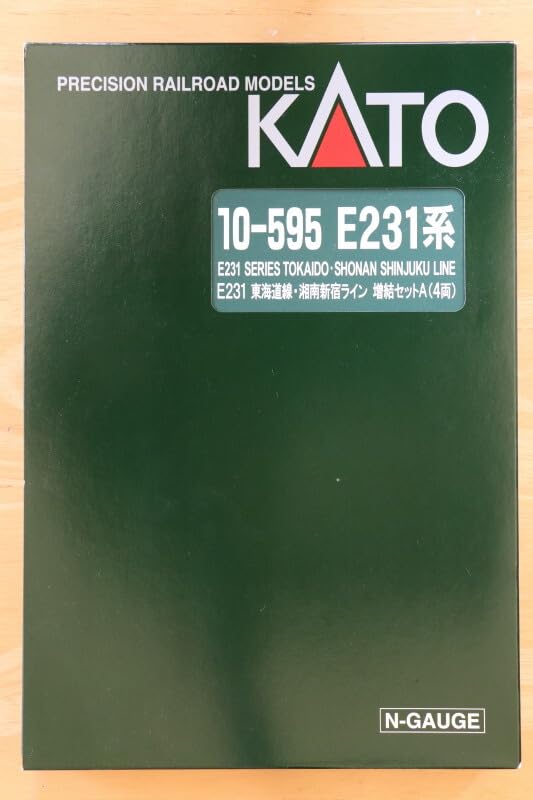 PRECISION RAILROAD MODELS
KATO
10-595 E231系
E231 SERIES TOKAIDO・SHONAN SHINJUKU LINE
E231 東海道線・湘南新宿ライン 増結セットA(4両)
N-GAUGE